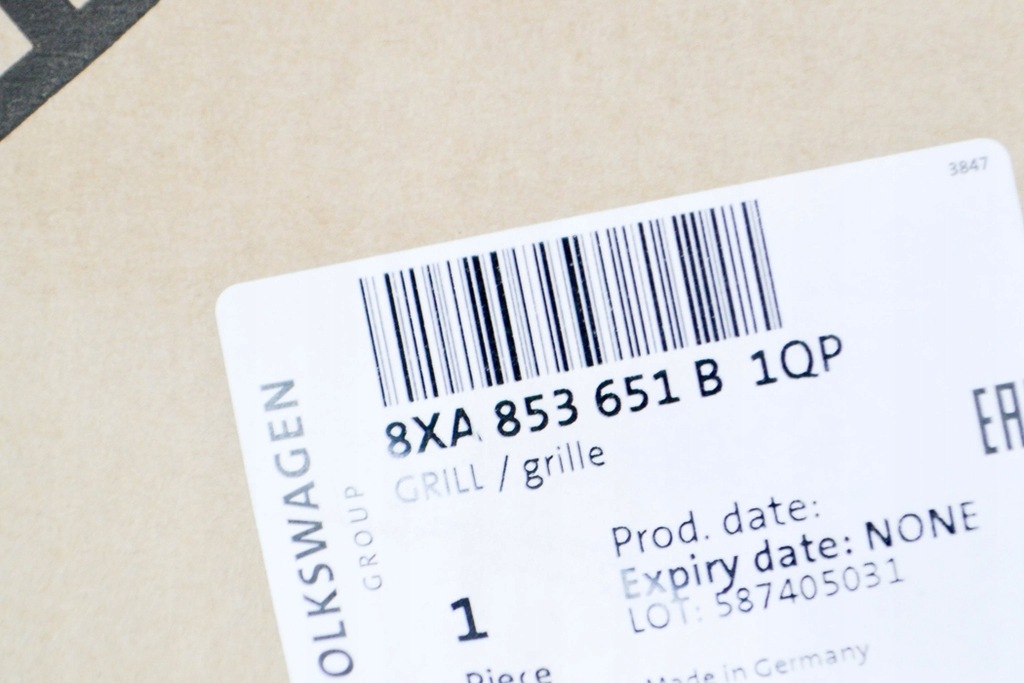 3847
8XA 853 651 B 1QP
GRILL / grille
OLKSWAGEN
GROUP
Prod. date:
Expiry date: NONE
LOT: 587405031
1
Piece
Made in Germany